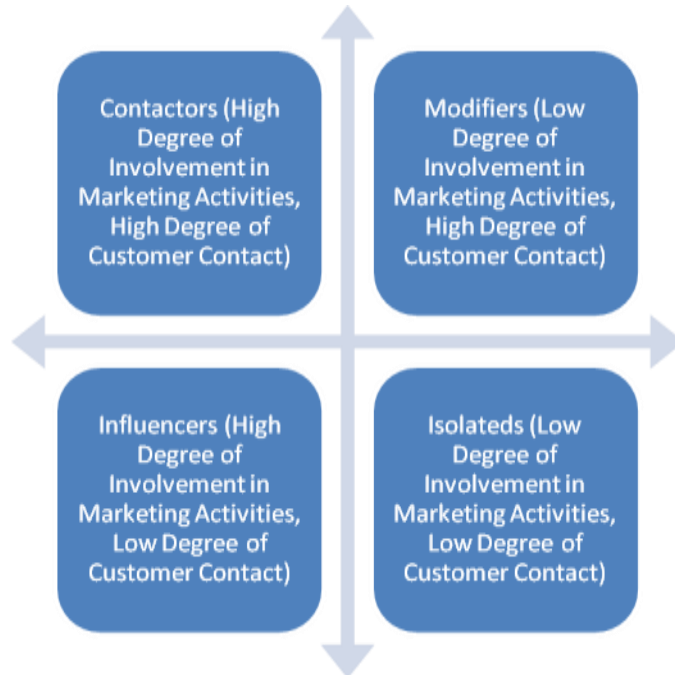 Contactors (High
Degree of
Involvement in
Marketing Activities,
High Degree of
Customer Contact)
Modifiers (Low
Degree of
Involvement in
Marketing Activities,
High Degree of
Customer Contact)
Influencers (High
Degree of
Involvement in
Marketing Activities,
Low Degree of
Customer Contact)
Isolateds (Low
Degree of
Involvement in
Marketing Activities,
Low Degree of
Customer Contact)